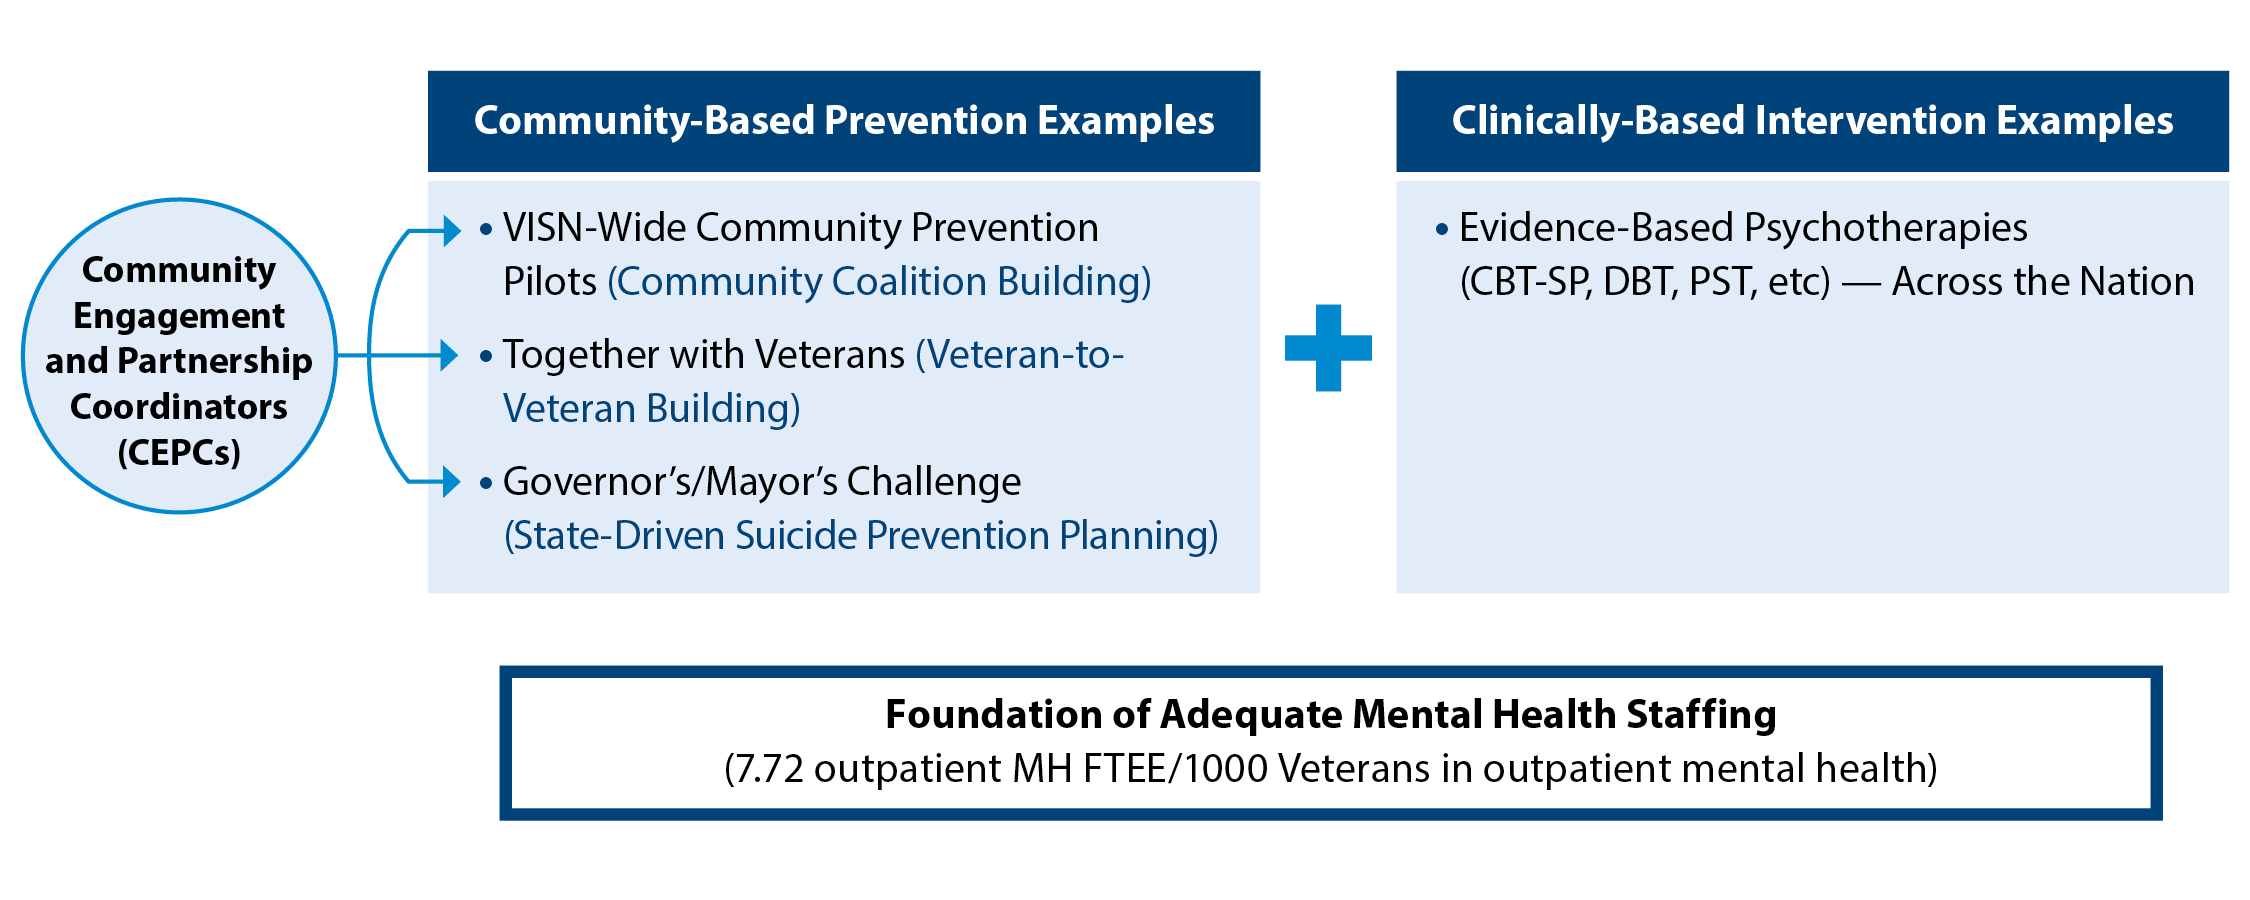 Community
Engagement
and Partnership
Coordinators
(CEPCs)
Community-Based Prevention Examples
• VISN-Wide Community Prevention
Pilots (Community Coalition Building)
• Together with Veterans (Veteran-to-
Veteran Building)
• Governor’s/Mayor’s Challenge
(State-Driven Suicide Prevention Planning)
Clinically-Based Intervention Examples
• Evidence-Based Psychotherapies
(CBT-SP, DBT, PST, etc) — Across the Nation
Foundation of Adequate Mental Health Staffing
(7.72 outpatient MH FTEE/1000 Veterans in outpatient mental health)